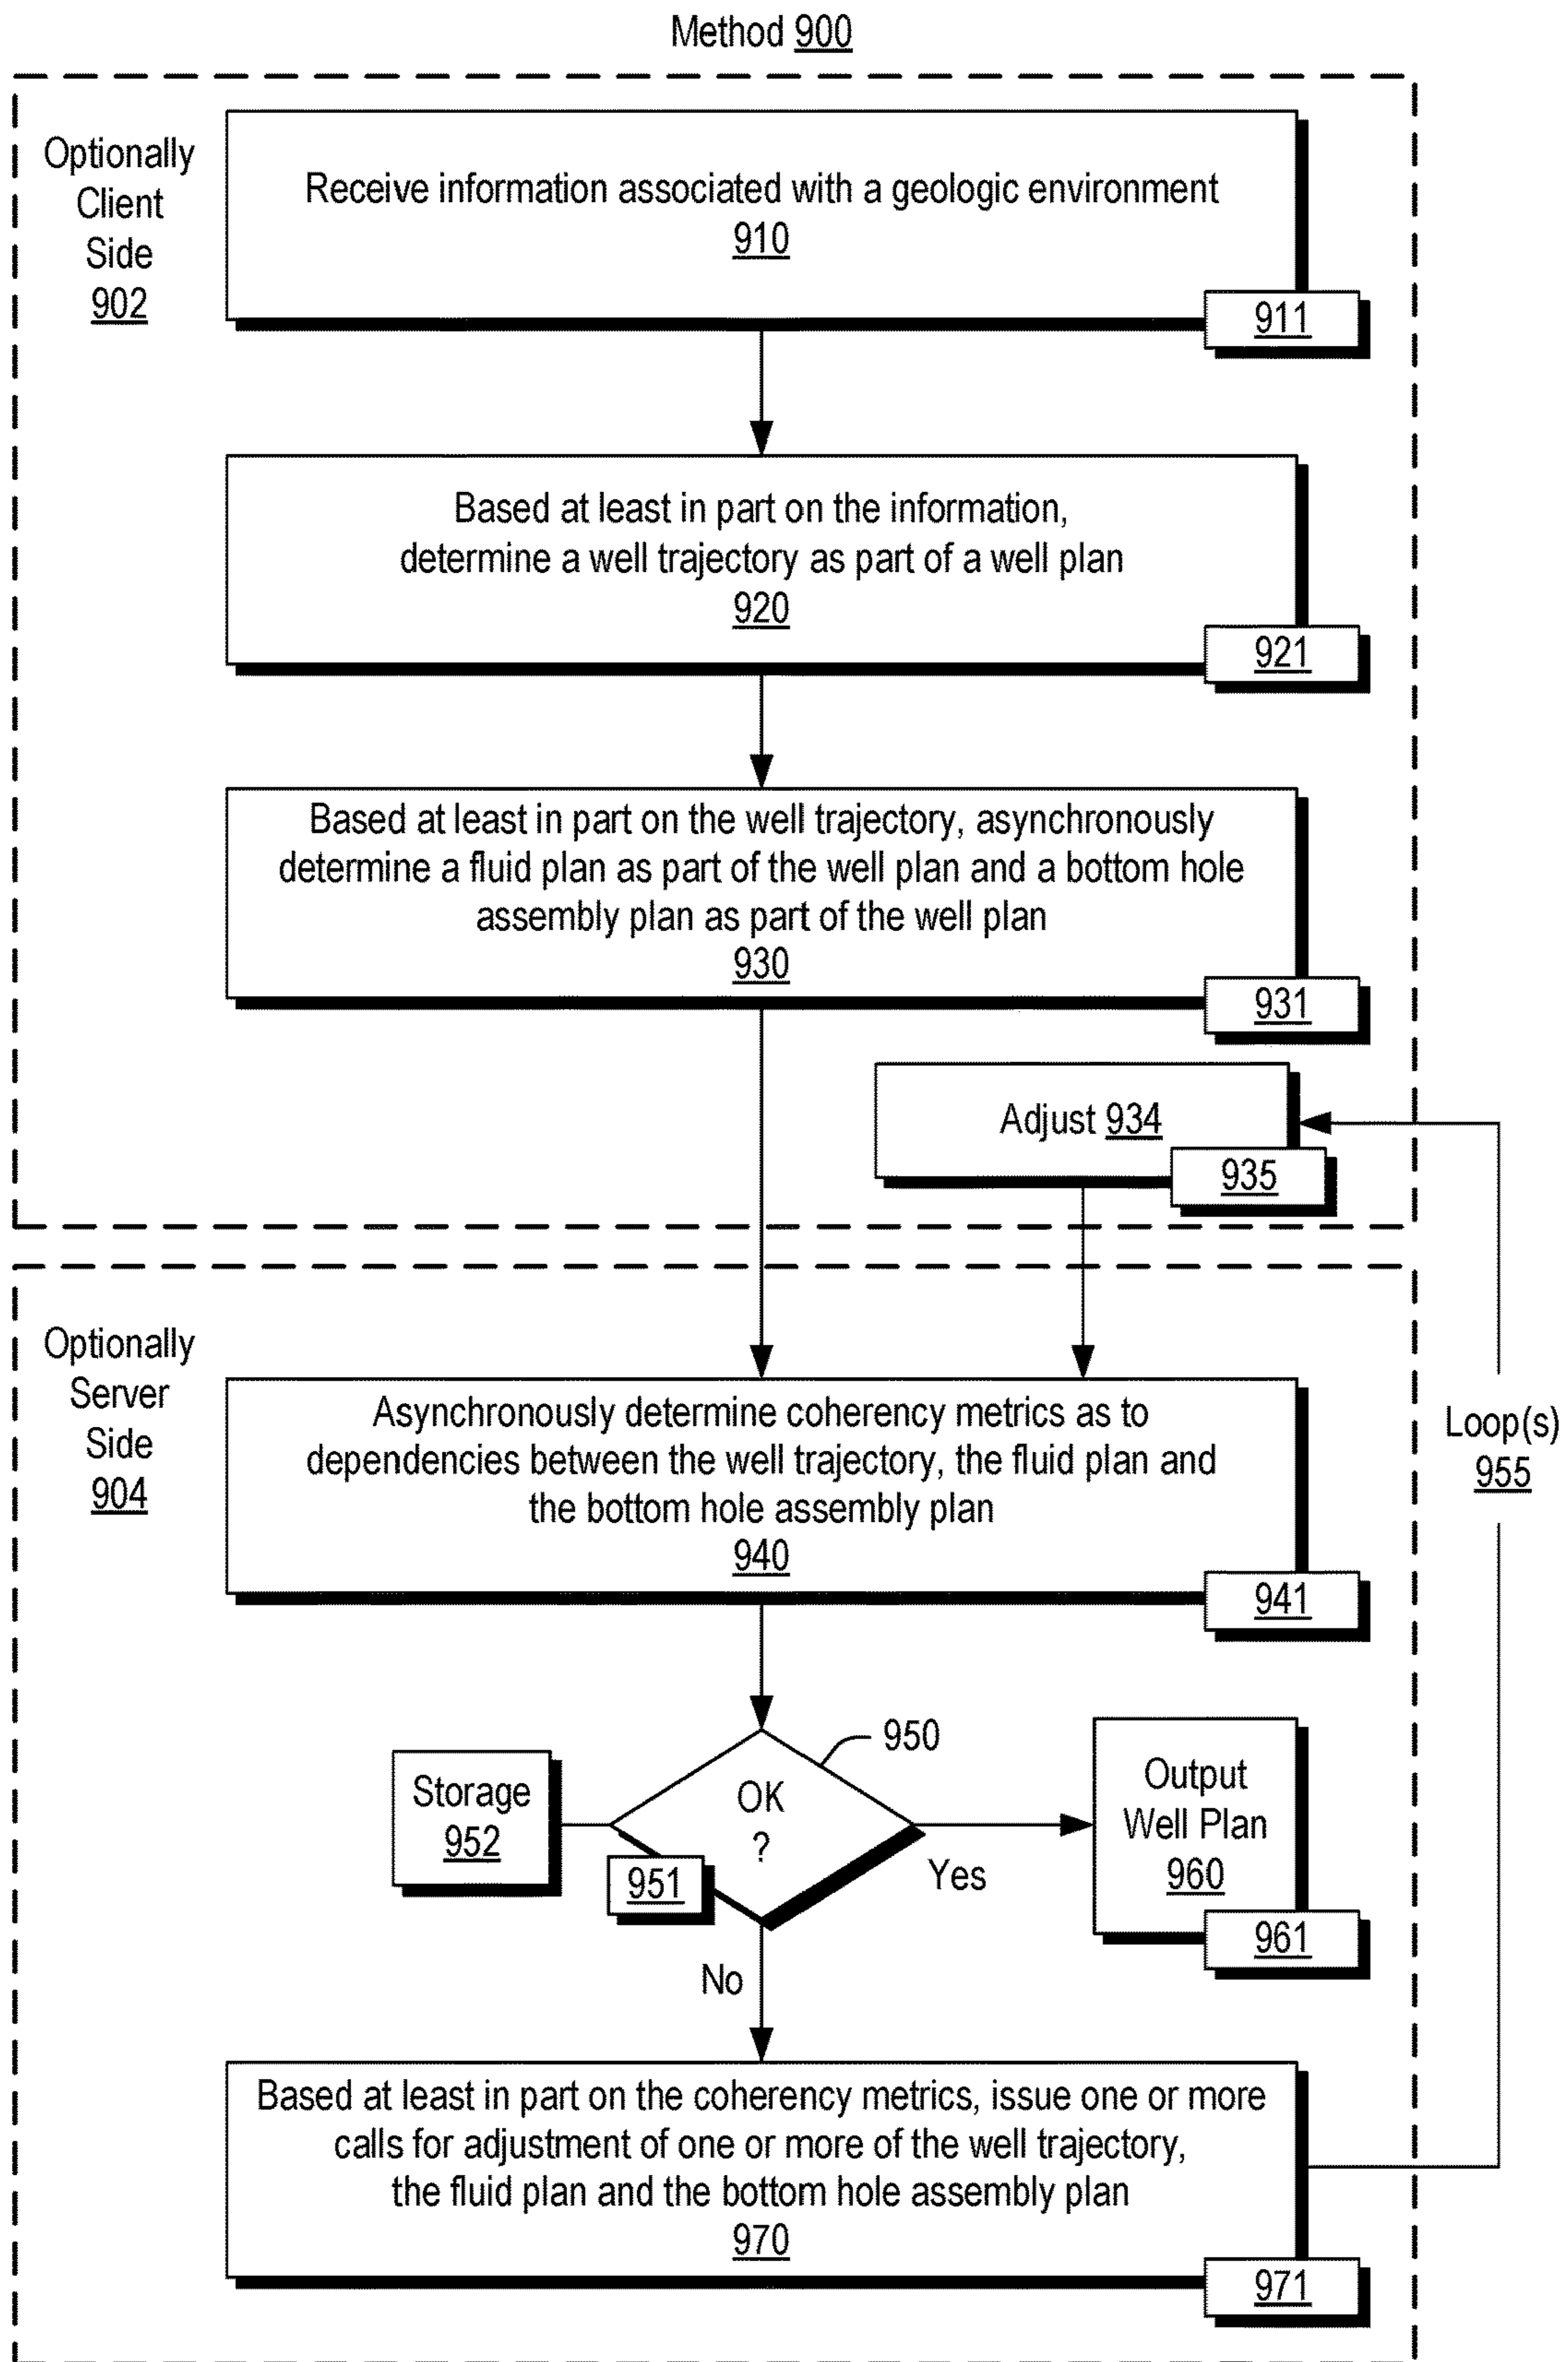 Method 900
Optionally
Client
Side
902
Receive information associated with a geologic environment
910
911
Based at least in part on the information,
determine a well trajectory as part of a well plan
920
921
Based at least in part on the well trajectory, asynchronously
determine a fluid plan as part of the well plan and a bottom hole
assembly plan as part of the well plan
930
931
Adjust 934
935
Optionally
Server
Side
904
Asynchronously determine coherency metrics as to
dependencies between the well trajectory, the fluid plan and
the bottom hole assembly plan
940
941
Loop(s)
955
950
Storage
952
OK
?
951
Yes
Output
Well Plan
960
961
No
Based at least in part on the coherency metrics, issue one or more
calls for adjustment of one or more of the well trajectory,
the fluid plan and the bottom hole assembly plan
970
971